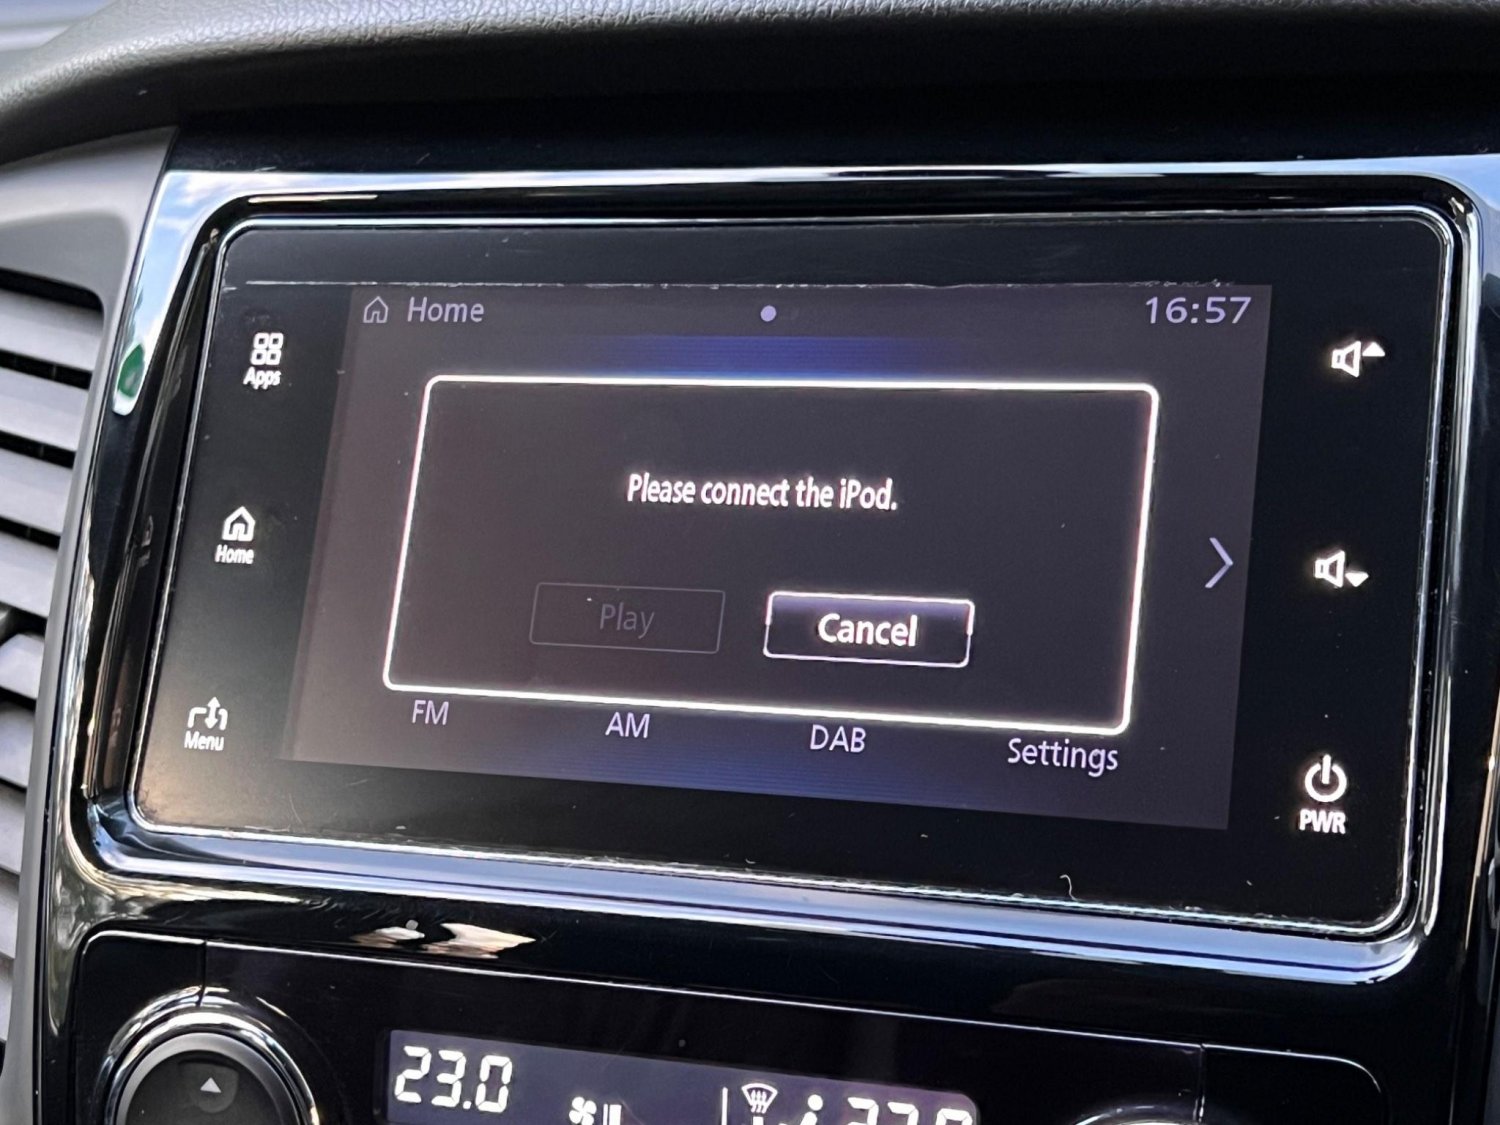 Home
16:57
Apps
Please connect the iPod.
Home
Play
Cancel
Menu
FM
AM
DAB
Settings
PWR
23.0